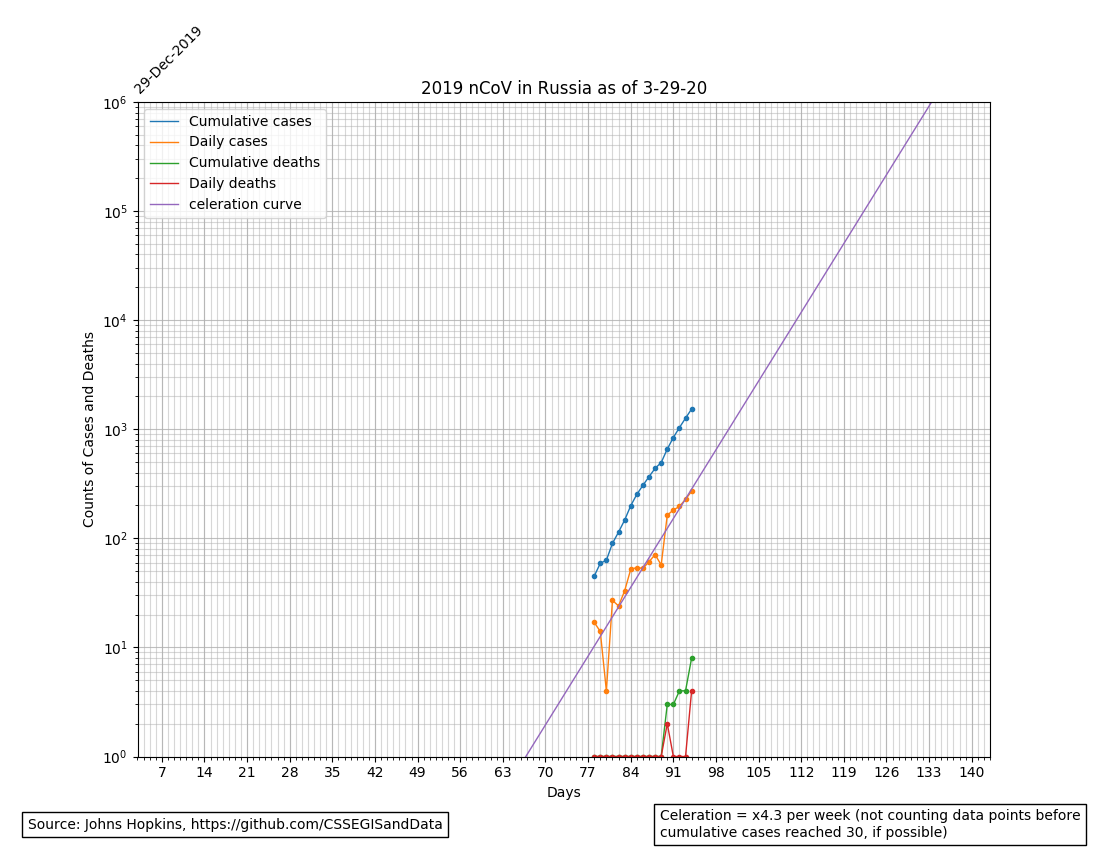 29-Dec-2019
2019 nCoV in Russia as of 3-29-20
Cumulative cases
Daily cases
Cumulative deaths
Daily deaths
celeration curve
10^6
10^5
10^4
10^3
10^2
10^1
10^0
Counts of Cases and Deaths
7 14 21 28 35 42 49 56 63 70 77 84 91 98 105 112 119 126 133 140
Days
Source: Johns Hopkins, https://github.com/CSSEGISandData
Celeration = x4.3 per week (not counting data points before
cumulative cases reached 30, if possible)